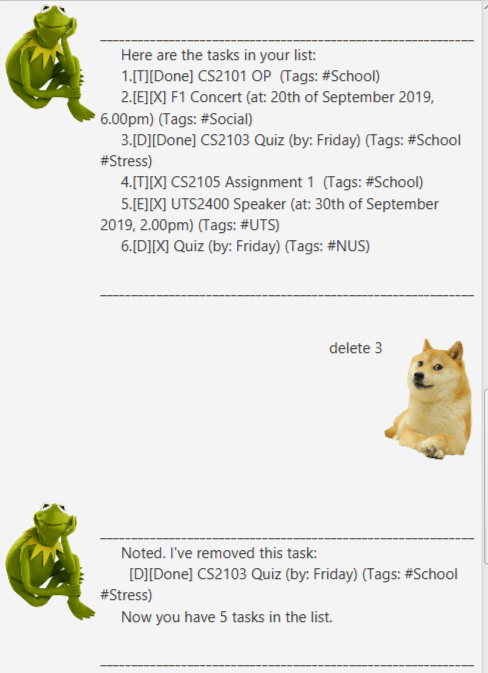 ____________________________________________________________
Here are the tasks in your list:
1.[T][Done] CS2101 OP  (Tags: #School)
2.[E][X] F1 Concert (at: 20th of September 2019,
6.00pm) (Tags: #Social)
3.[D][Done] CS2103 Quiz (by: Friday) (Tags: #School
#Stress)
4.[T][X] CS2105 Assignment 1  (Tags: #School)
5.[E][X] UTS2400 Speaker (at: 30th of September
2019, 2.00pm) (Tags: #UTS)
6.[D][X] Quiz (by: Friday) (Tags: #NUS)
____________________________________________________________
delete 3
____________________________________________________________
Noted. I've removed this task:
[D][Done] CS2103 Quiz (by: Friday) (Tags: #School
#Stress)
Now you have 5 tasks in the list.
____________________________________________________________